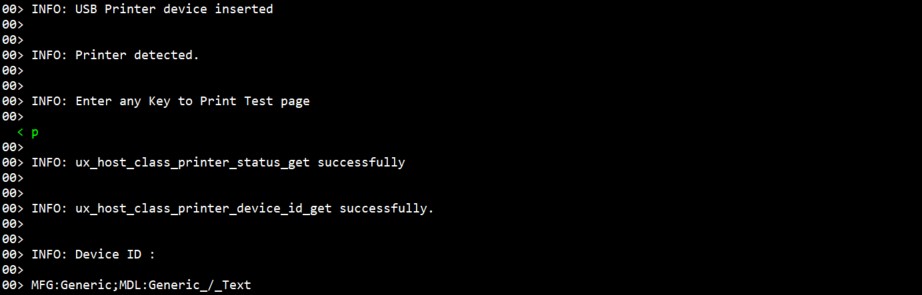 00> INFO: USB Printer device inserted
00>
00>
00> INFO: Printer detected.
00>
00>
00> INFO: Enter any Key to Print Test page
00>
< p
00>
00> INFO: ux_host_class_printer_status_get successfully
00>
00>
00> INFO: ux_host_class_printer_device_id_get successfully.
00>
00>
00> INFO: Device ID :
00>
00> MFG:Generic;MDL:Generic_/_Text